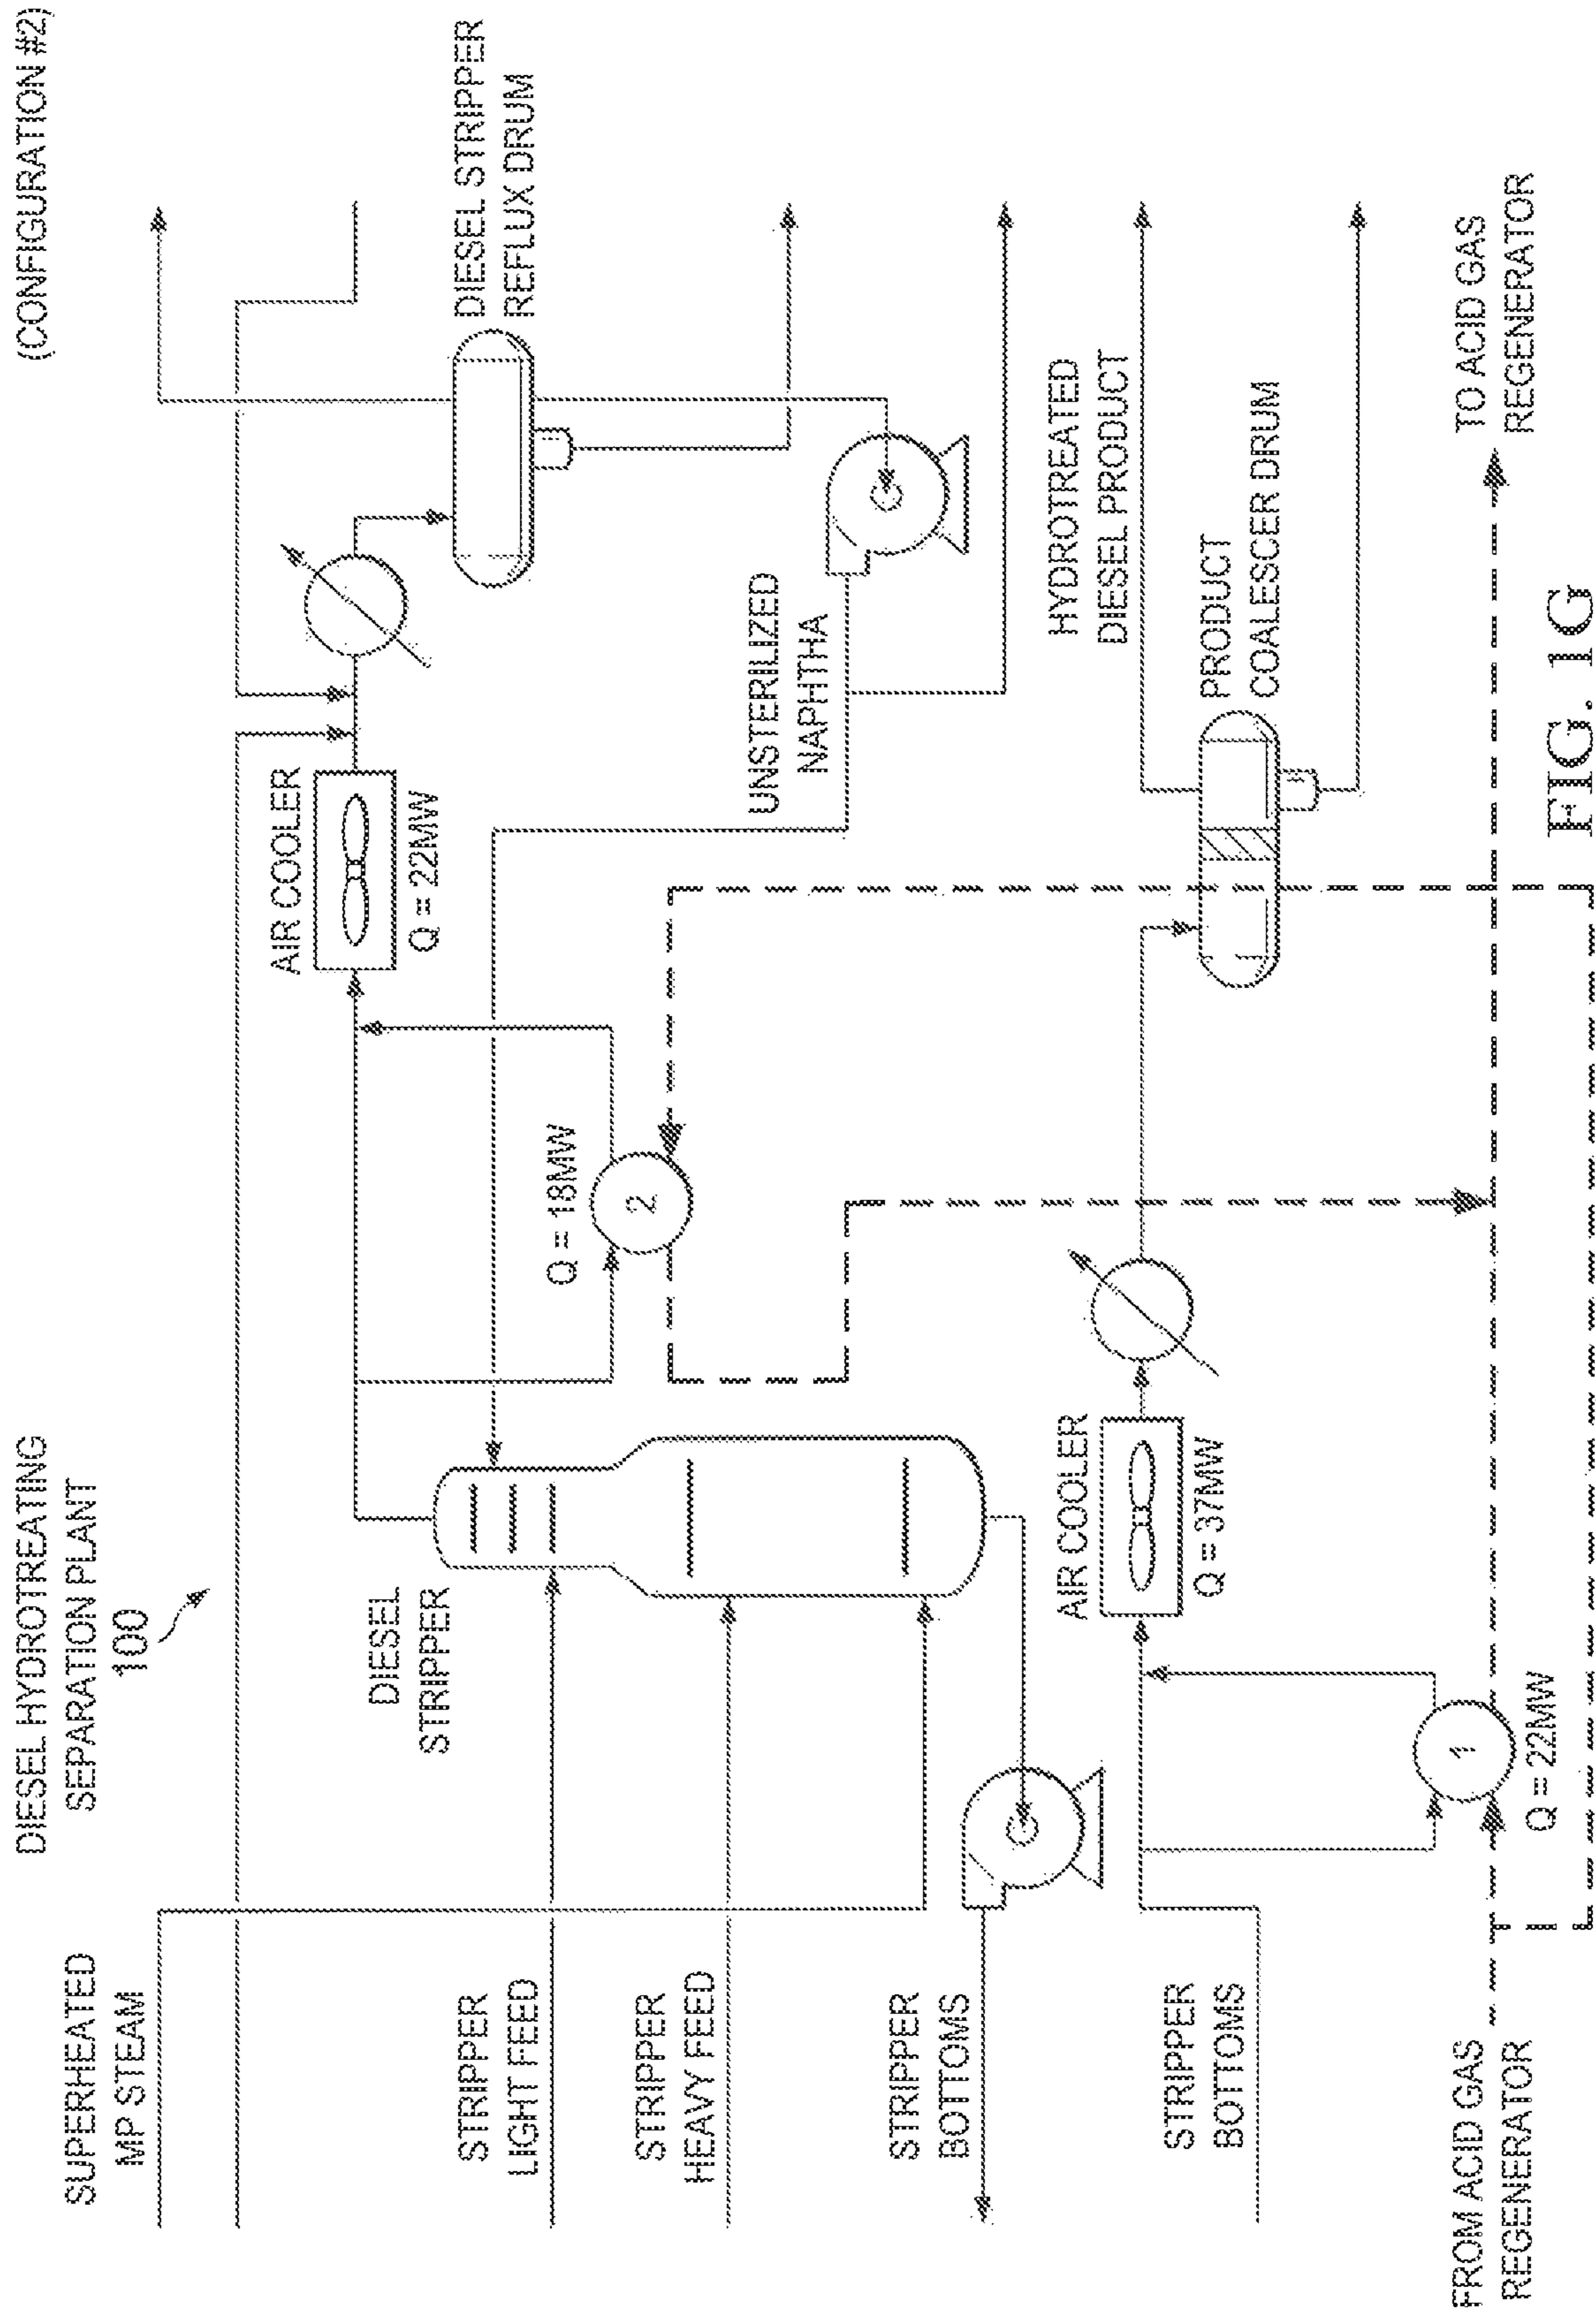 DIESEL HYDROTREATING
SEPARATION PLANT
100
(CONFIGURATION #2)
SUPERHEATED
MP STEAM
AIR COOLER
Q = 22MW
DIESEL STRIPPER
REFLUX DRUM
DIESEL
STRIPPER
STRIPPER
LIGHT FEED
Q = 18MW
2
STRIPPER
HEAVY FEED
UNSTERILIZED
NAPHTHA
STRIPPER
BOTTOMS
AIR COOLER
Q = 37MW
HYDROTREATED
DIESEL PRODUCT
STRIPPER
BOTTOMS
PRODUCT
COALESCER DRUM
FROM ACID GAS
REGENERATOR
1
Q = 22MW
TO ACID GAS
REGENERATOR
FIG. 1G